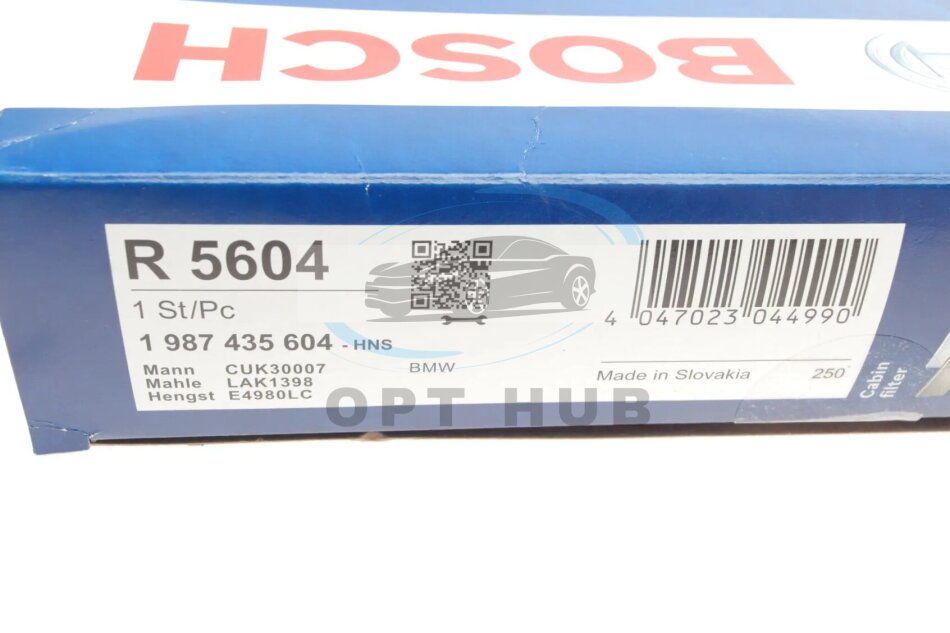 BOSCH
R 5604
1 St/Pc
1 987 435 604 - HNS
Mann CUK30007
Mahle LAK1398
Hengst E4980LC
BMW
4 047023 044990
Made in Slovakia
250
Cabin
filter
OPT HUB